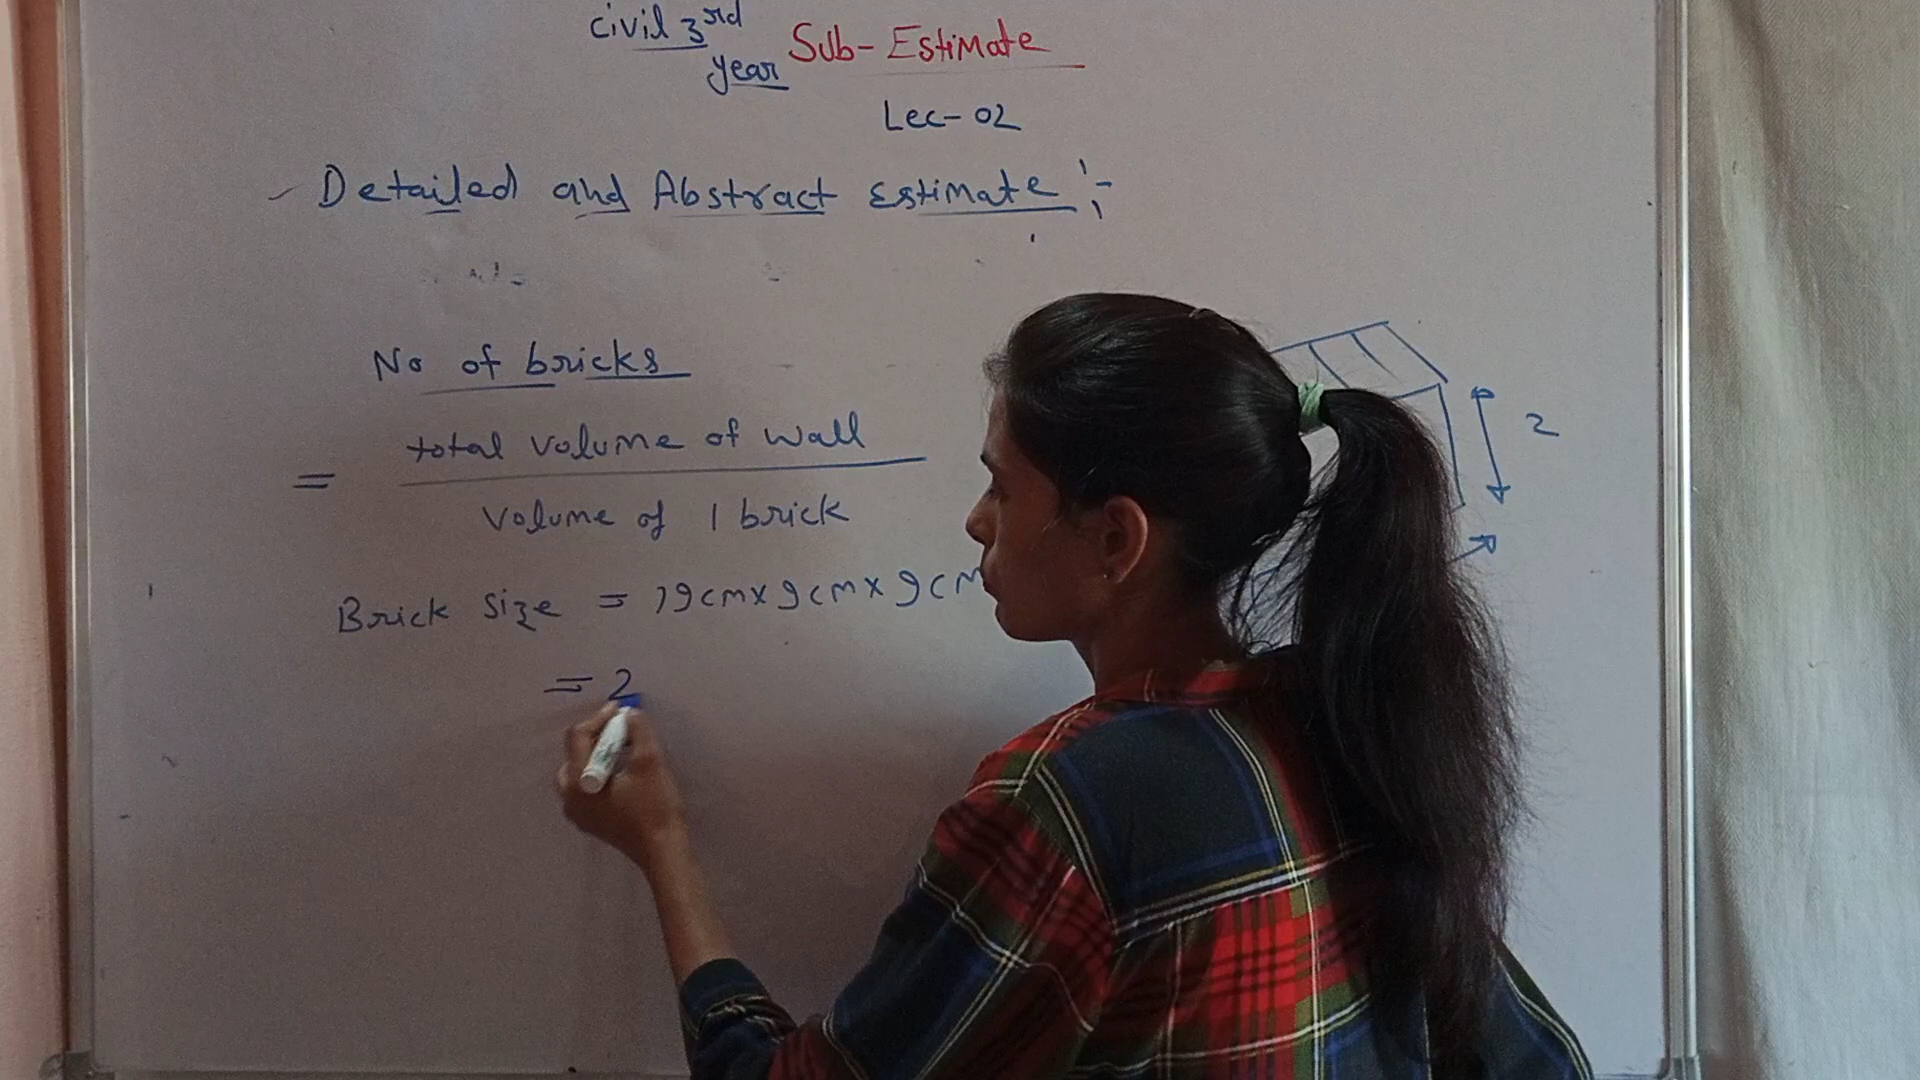 civil 3rd year
Sub- Estimate
Lec- 02
Detailed and Abstract Estimate :-
No of bricks
= total volume of wall
volume of 1 brick
Brick size = 19cm x 9cm x 9cm
= 2
2